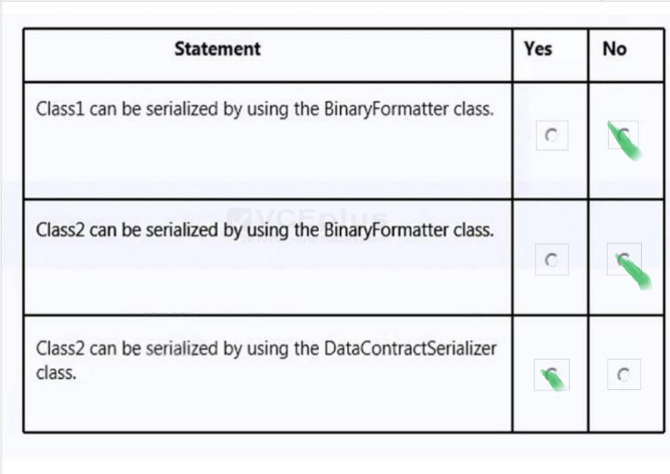 Statement Yes No
Class1 can be serialized by using the BinaryFormatter class.
VCEplus
Class2 can be serialized by using the BinaryFormatter class.
Class2 can be serialized by using the DataContractSerializer
class.